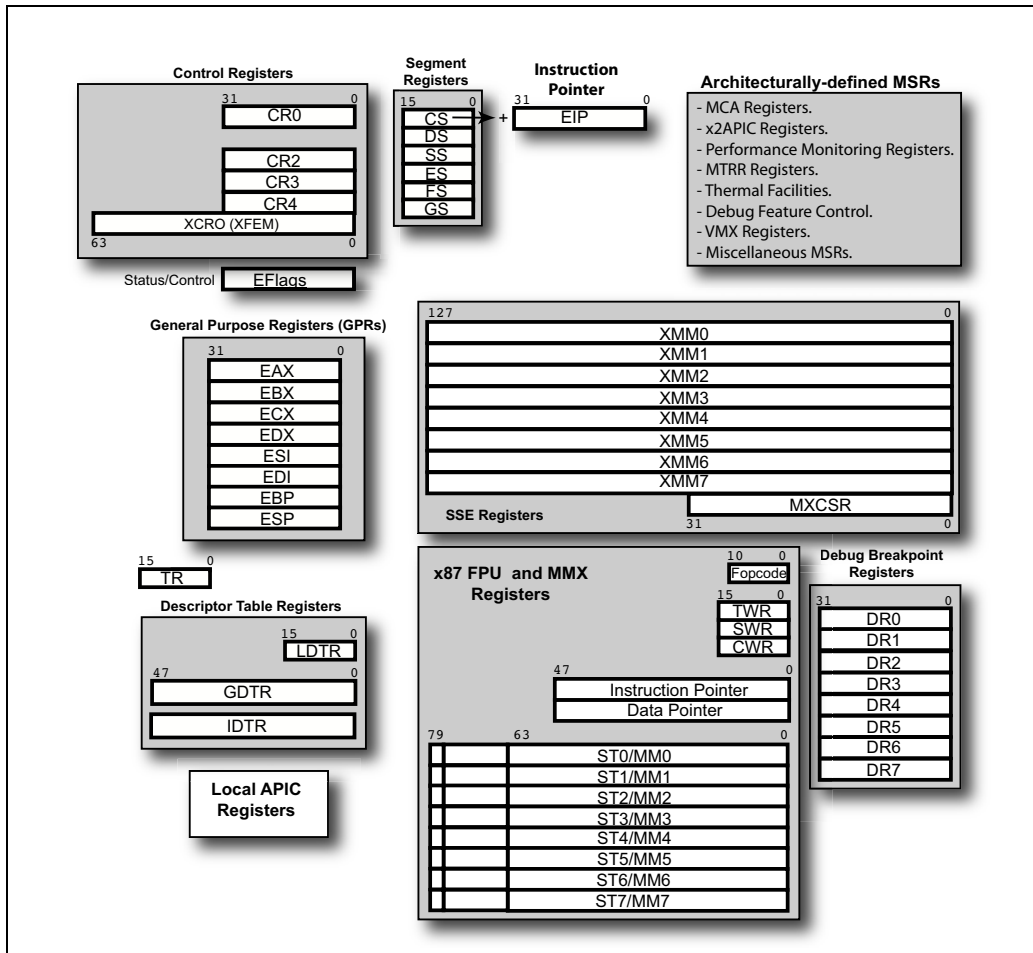 Control Registers
31 0
CR0
CR2
CR3
CR4
XCRO (XFEM)
63 0
Status/Control
EFlags
Segment
Registers
15 0
CS
DS
SS
ES
FS
GS
Instruction
Pointer
31 0
+
EIP
Architecturally-defined MSRs
- MCA Registers.
- x2APIC Registers.
- Performance Monitoring Registers.
- MTRR Registers.
- Thermal Facilities.
- Debug Feature Control.
- VMX Registers.
- Miscellaneous MSRs.
General Purpose Registers (GPRs)
31 0
EAX
EBX
ECX
EDX
ESI
EDI
EBP
ESP
127 0
XMM0
XMM1
XMM2
XMM3
XMM4
XMM5
XMM6
XMM7
MXCSR
SSE Registers
31 0
15 0
TR
Descriptor Table Registers
15 0
LDTR
47 0
GDTR
IDTR
Local APIC
Registers
x87 FPU and MMX
Registers
10 0
Fopcode
15 0
TWR
SWR
CWR
47 0
Instruction Pointer
Data Pointer
79 63 0
ST0/MM0
ST1/MM1
ST2/MM2
ST3/MM3
ST4/MM4
ST5/MM5
ST6/MM6
ST7/MM7
Debug Breakpoint
Registers
31 0
DR0
DR1
DR2
DR3
DR4
DR5
DR6
DR7